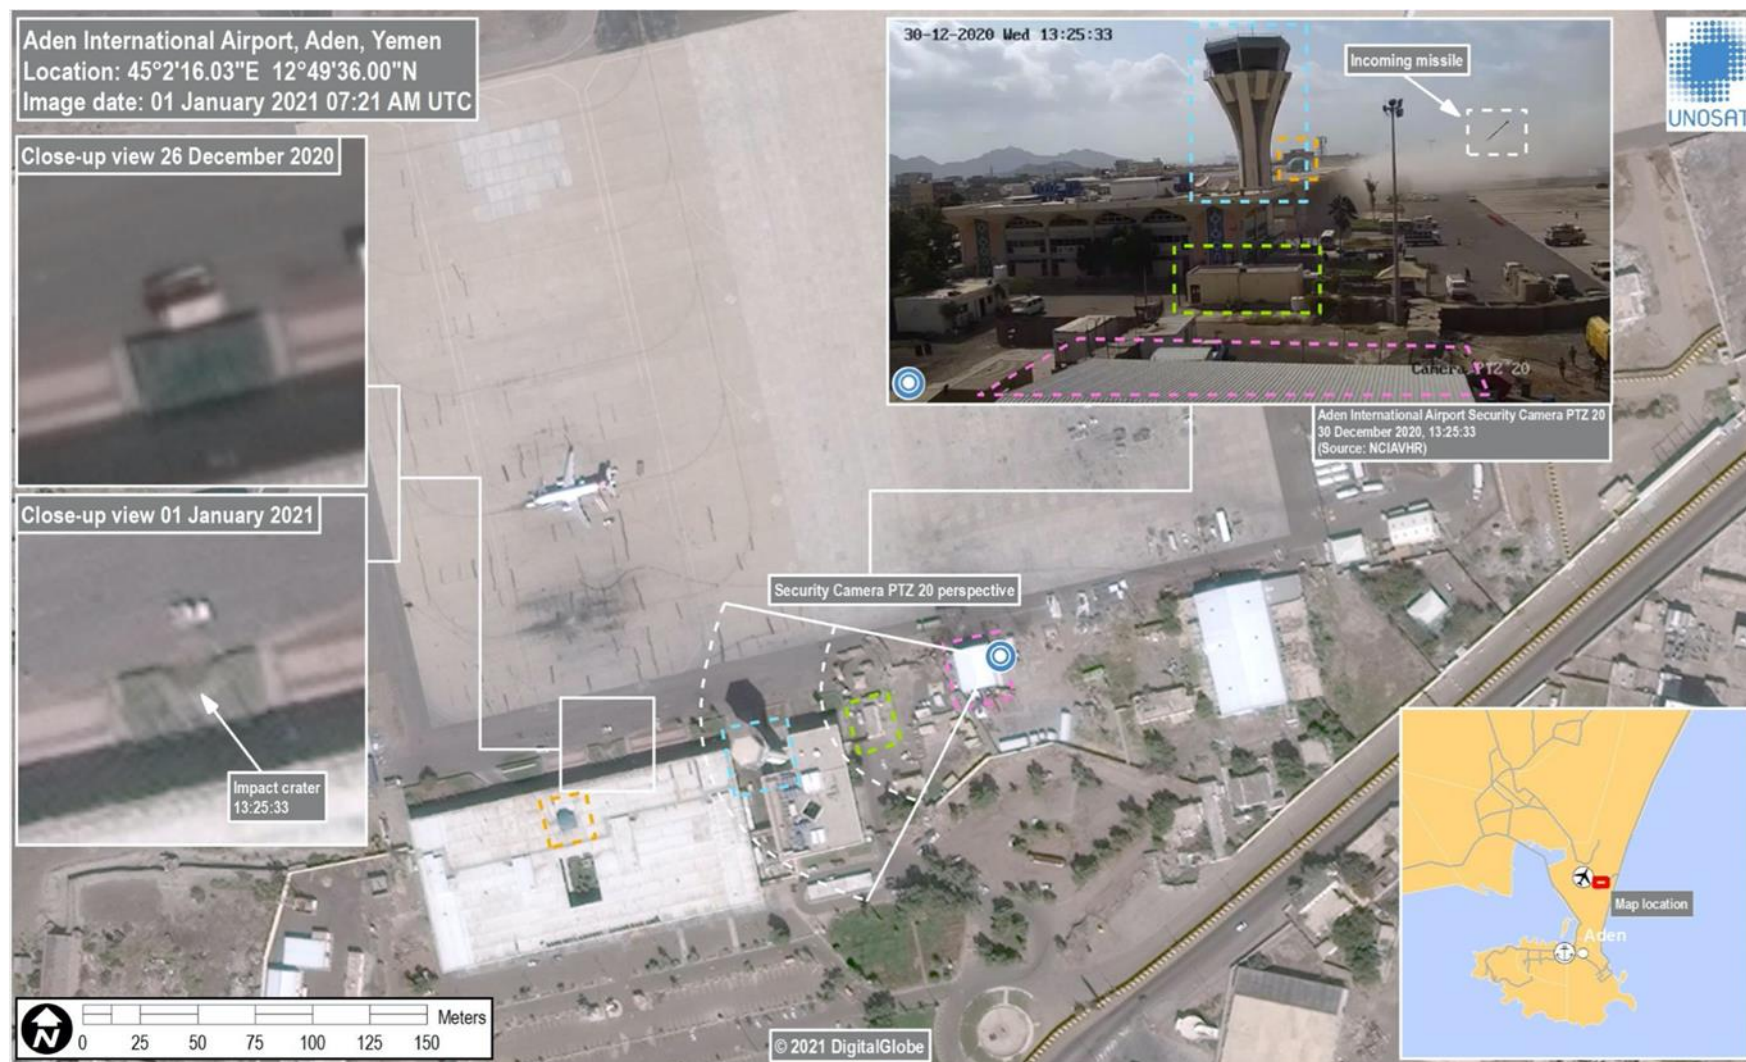 Aden International Airport, Aden, Yemen
Location: 45°2'16.03"E 12°49'36.00"N
Image date: 01 January 2021 07:21 AM UTC
Close-up view 26 December 2020
Close-up view 01 January 2021
Impact crater
13:25:33
30-12-2020 Wed 13:25:33
Incoming missile
Camera PTZ 20
UNOSAT
Aden International Airport Security Camera PTZ 20
30 December 2020, 13:25:33
(Source: NCIAVHR)
Security Camera PTZ 20 perspective
Map location
Aden
N
Meters
0 25 50 75 100 125 150
© 2021 DigitalGlobe